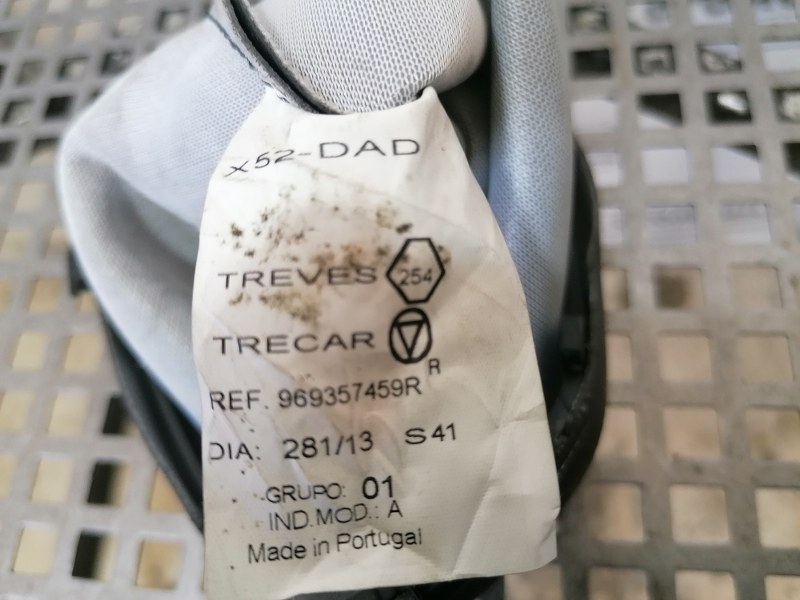 x52-DAD
TREVES 254
TRECAR
R
REF. 969357459R
DIA: 281/13 S41
GRUPO: 01
IND.MOD.: A
Made in Portugal